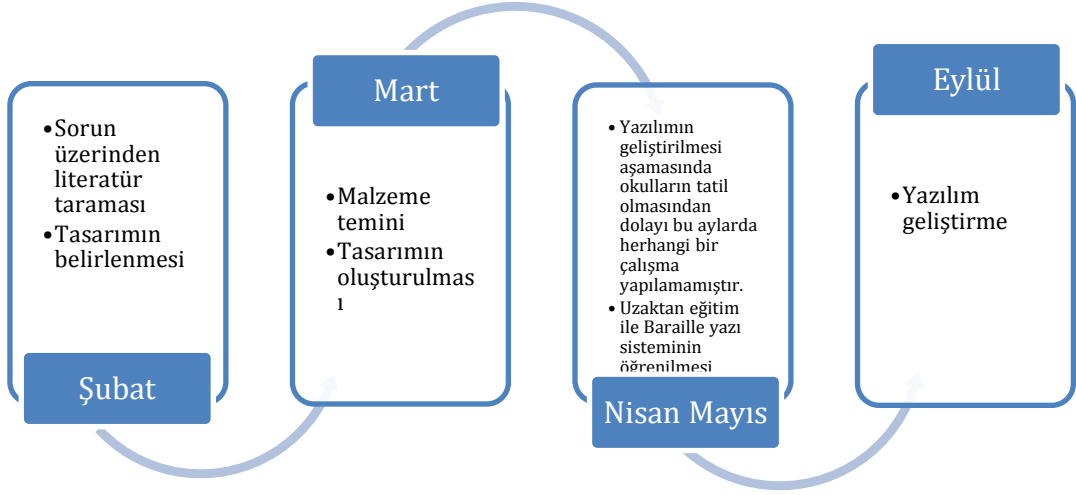 •Sorun
üzerinden
literatür
taraması
•Tasarımın
belirlenmesi
Şubat
Mart
•Malzeme
temini
•Tasarımın
oluşturulmas
ı
• Yazılımın
geliştirilmesi
aşamasında
okulların tatil
olmasından
dolayı bu aylarda
herhangi bir
çalışma
yapılamamıştır.
• Uzaktan eğitim
ile Baraille yazı
sisteminin
öğrenilmesi
Nisan Mayıs
Eylül
•Yazılım
geliştirme